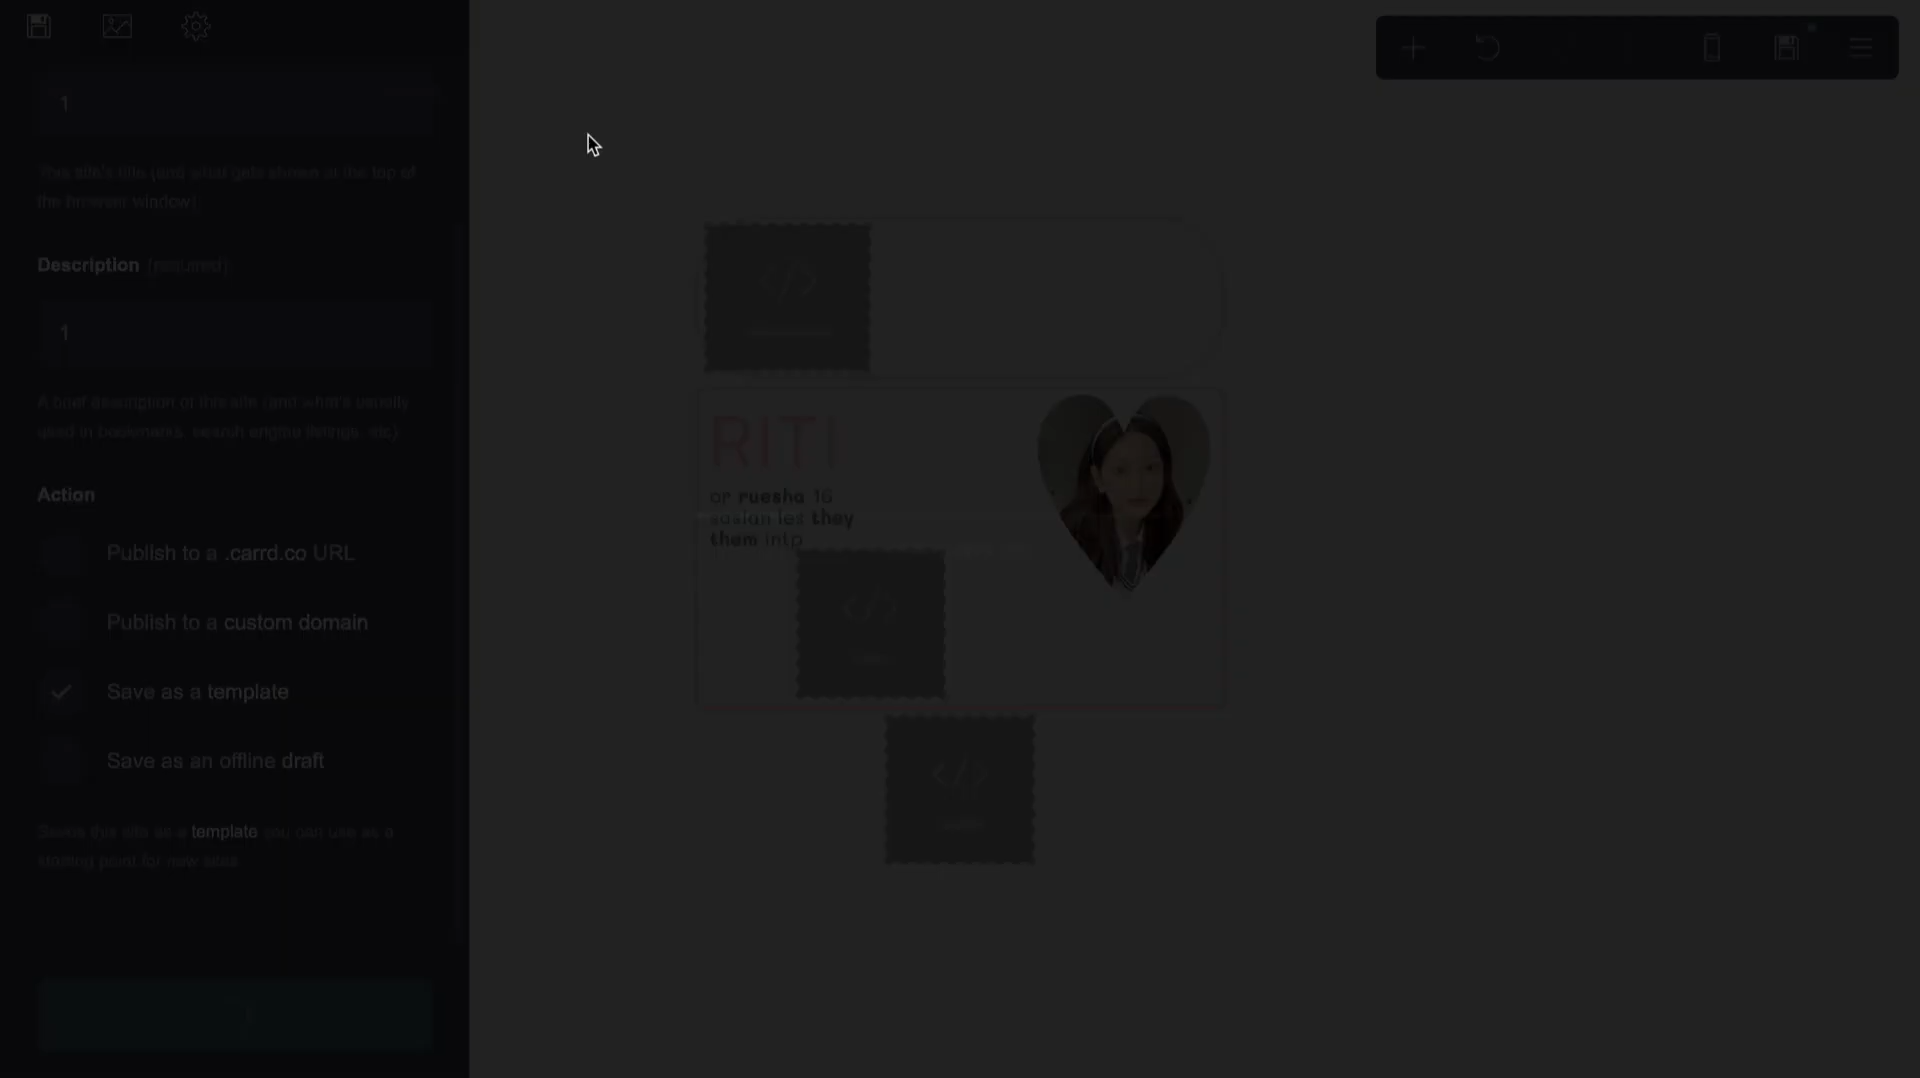 1
This site's title (and what gets shown at the top of
the browser window)
Description (required)
1
A brief description of this site (and what's usually
used in bookmarks, search engine listings, etc)
Action
Publish to a .carrd.co URL
Publish to a custom domain
Save as a template
Save as an offline draft
Saves this site as a template you can use as a
starting point for new sites.
RITI
or ruesha 16
asian les they
them intp